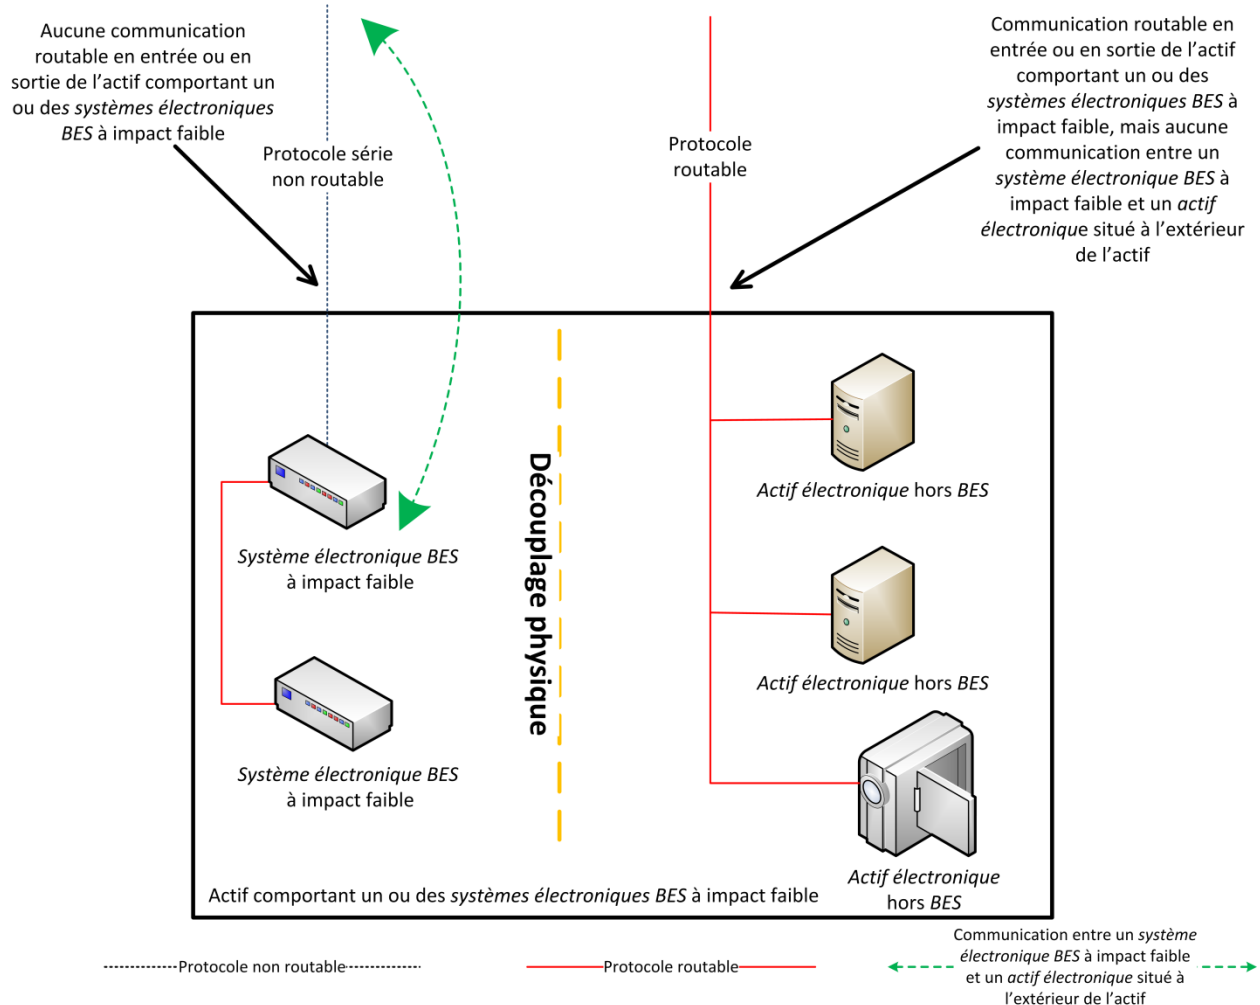 Aucune communication
routable en entrée ou en
sortie de l’actif comportant un
ou des systèmes électroniques
BES à impact faible
Communication routable en
entrée ou en sortie de l’actif
comportant un ou des
systèmes électroniques BES à
impact faible, mais aucune
communication entre un
système électronique BES à
impact faible et un actif
électronique situé à l’extérieur
de l’actif
Protocole série
non routable
Protocole
routable
Découplage physique
Système électronique BES
à impact faible
Système électronique BES
à impact faible
Actif électronique hors BES
Actif électronique hors BES
Actif électronique
hors BES
Actif comportant un ou des systèmes électroniques BES à impact faible
Protocole non routable
Protocole routable
Communication entre un système
électronique BES à impact faible
et un actif électronique situé à
l’extérieur de l’actif